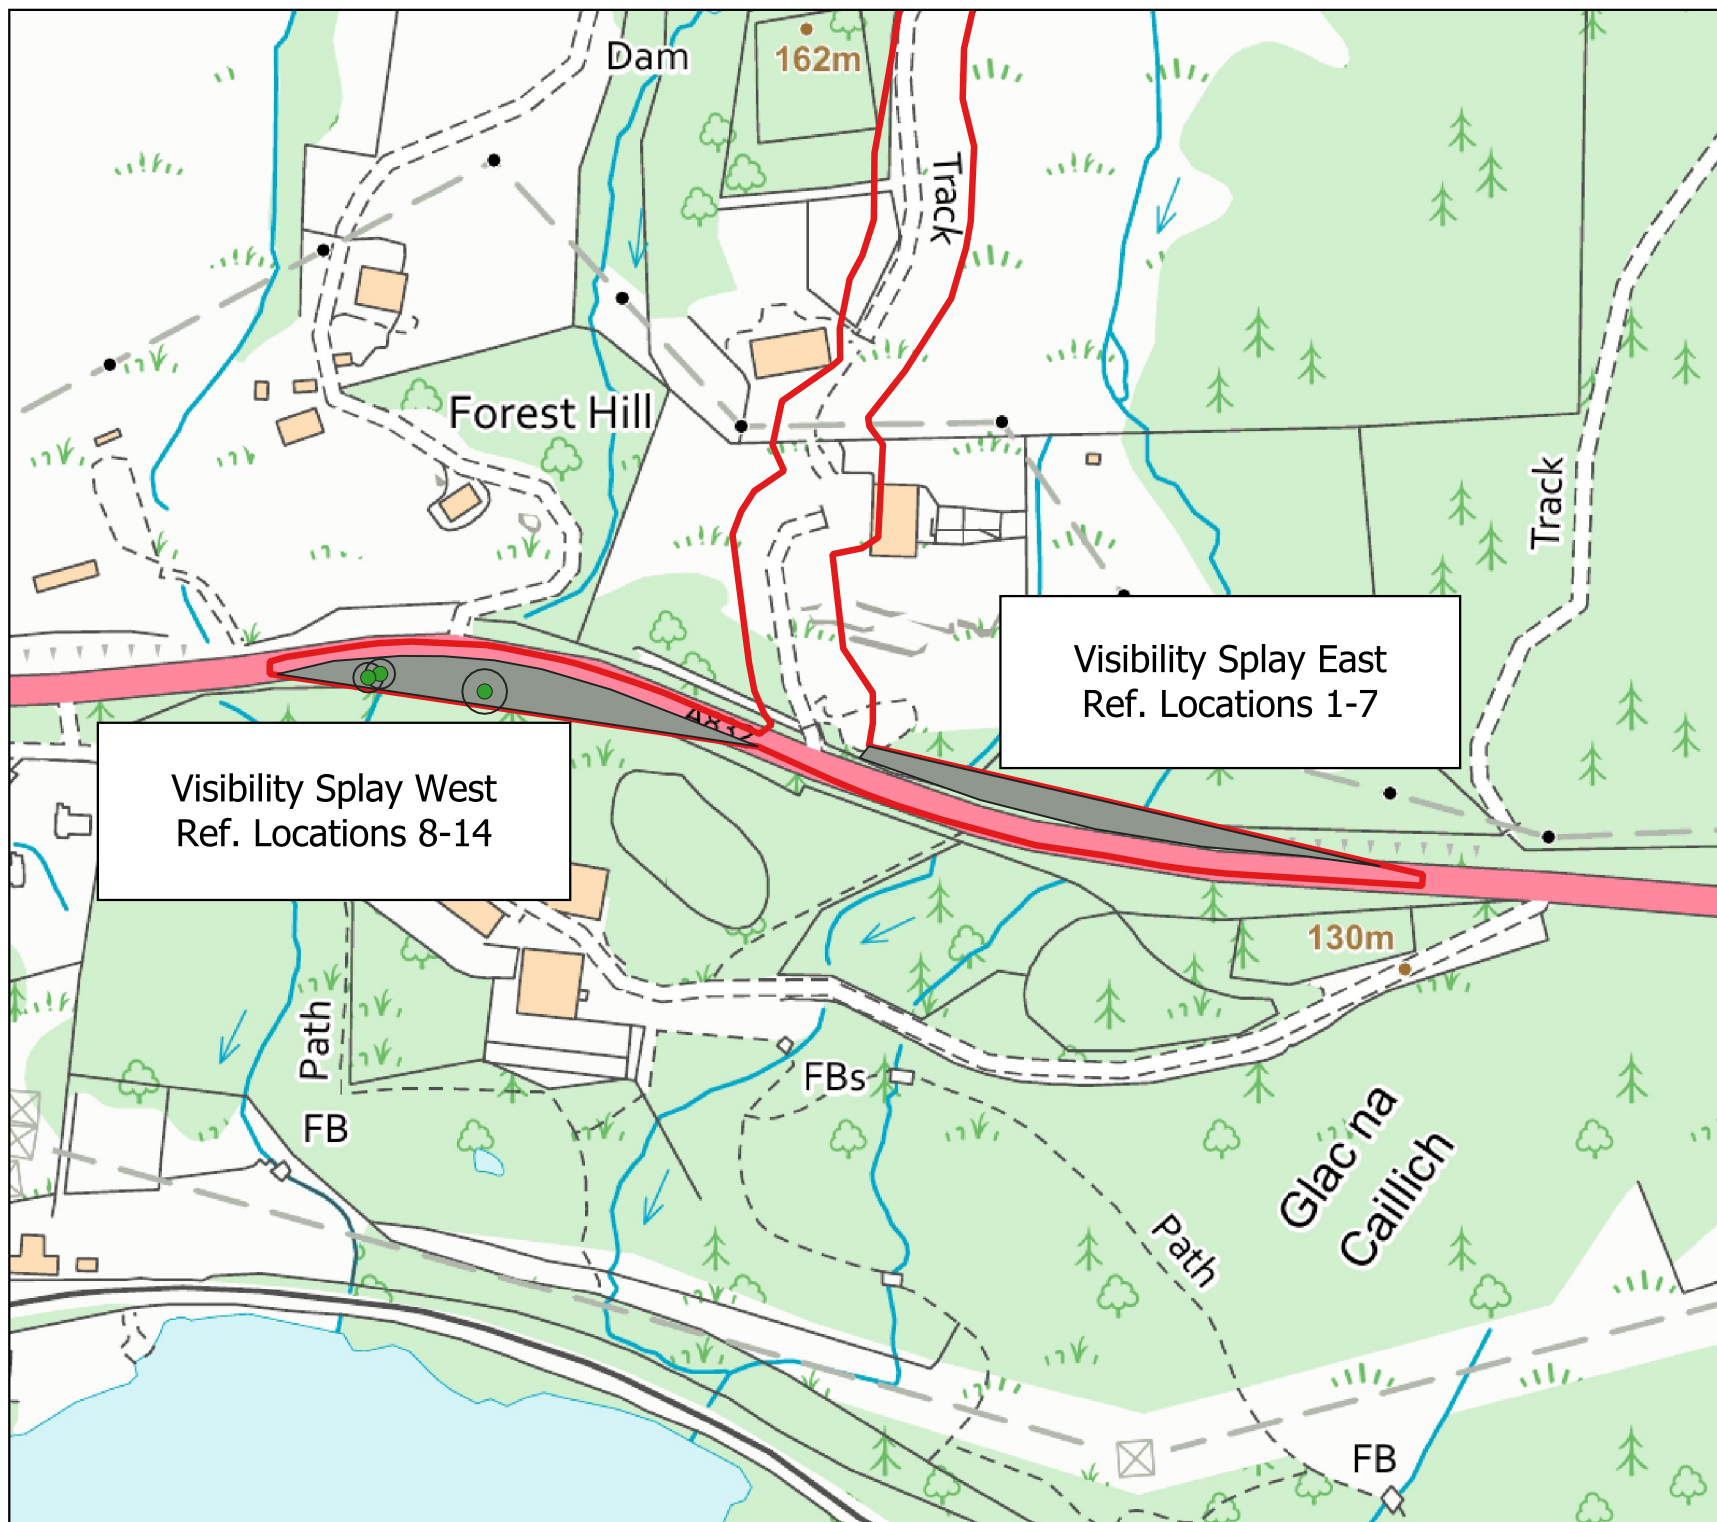 Dam
162m
Track
Forest Hill
Track
Visibility Splay East
Ref. Locations 1-7
A832
Visibility Splay West
Ref. Locations 8-14
130m
Path
FBs
FB
Glac na
Caillich
Path
FB